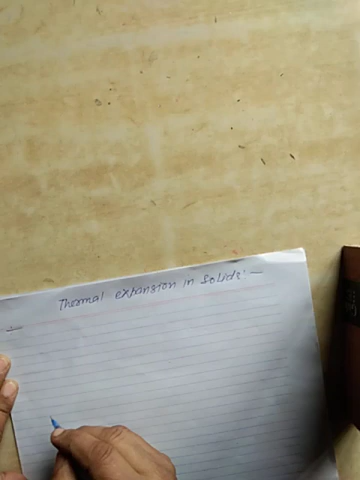 Thermal expansion in solids:—